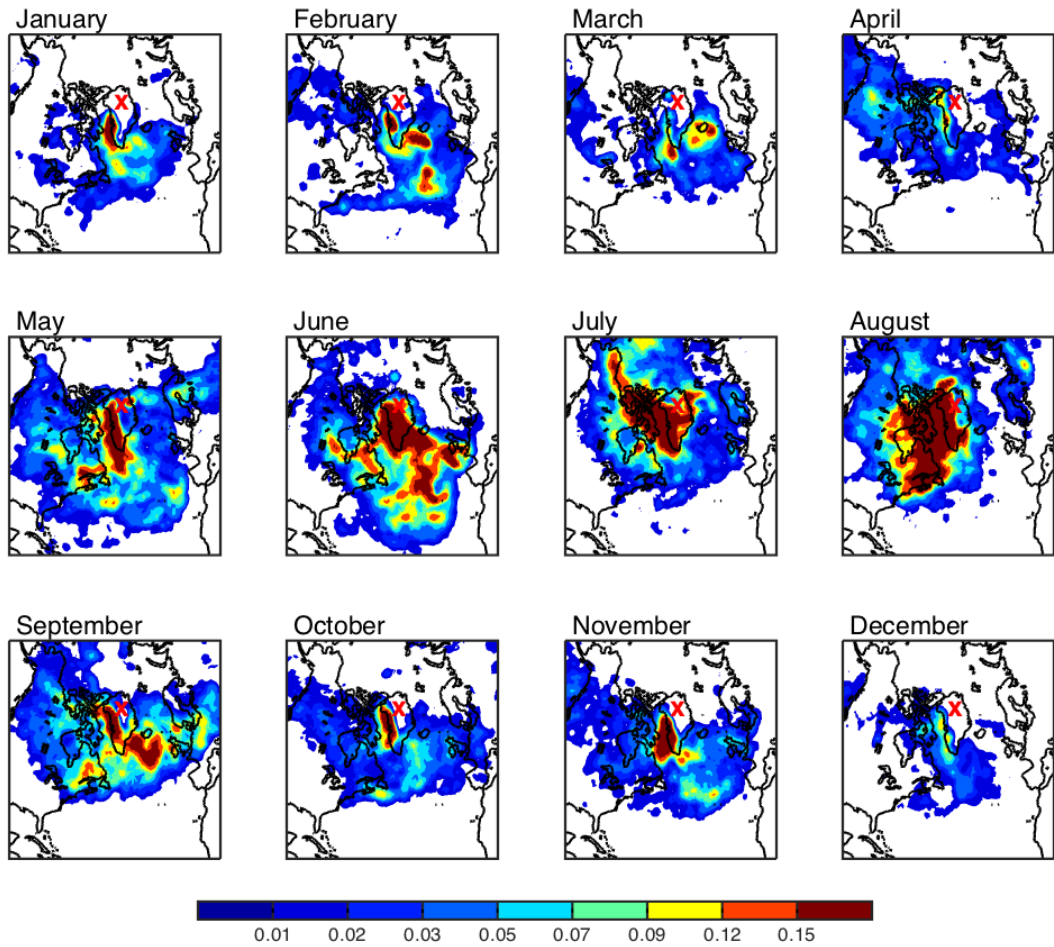 January February March April
X X X X
May June July August
X X X X
September October November December
X X X X
0.01 0.02 0.03 0.05 0.07 0.09 0.12 0.15